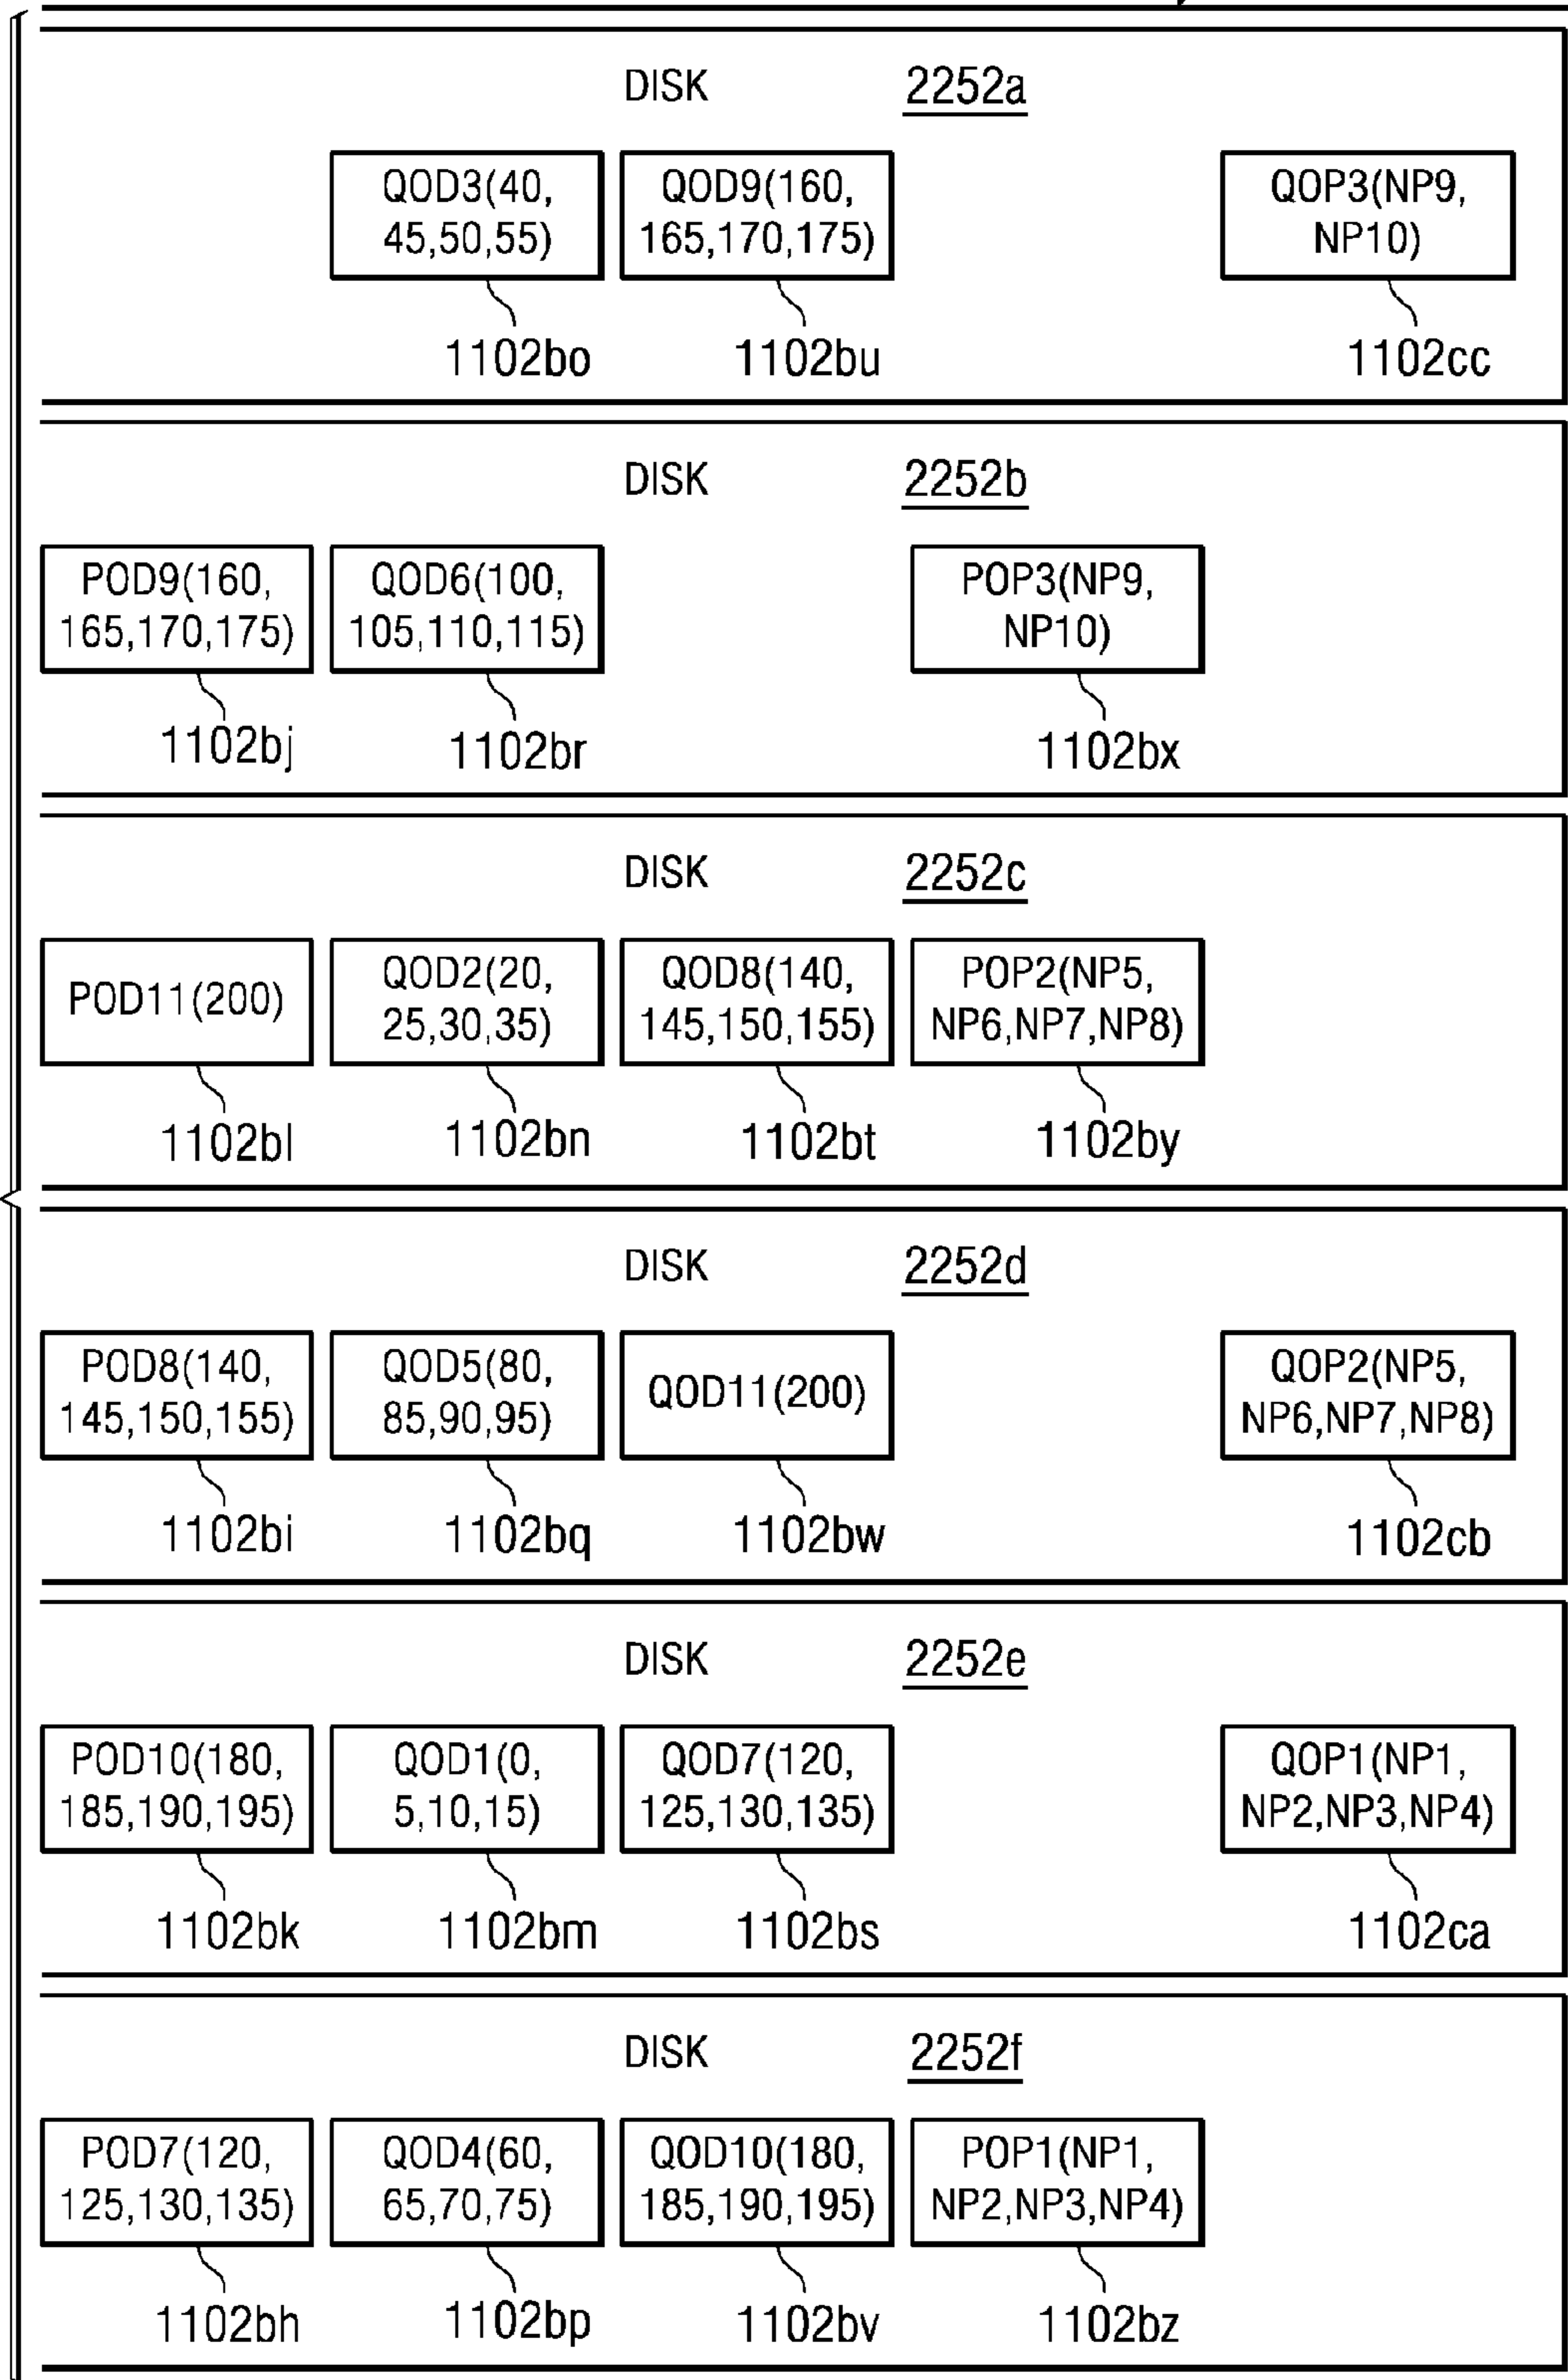 DISK 2252a
QOD3(40,
45,50,55)
QOD9(160,
165,170,175)
QOP3(NP9,
NP10)
1102bo 1102bu 1102cc
DISK 2252b
POD9(160,
165,170,175)
QOD6(100,
105,110,115)
POP3(NP9,
NP10)
1102bj 1102br 1102bx
DISK 2252c
POD11(200)
QOD2(20,
25,30,35)
QOD8(140,
145,150,155)
POP2(NP5,
NP6,NP7,NP8)
1102bl 1102bn 1102bt 1102by
DISK 2252d
POD8(140,
145,150,155)
QOD5(80,
85,90,95)
QOD11(200)
QOP2(NP5,
NP6,NP7,NP8)
1102bi 1102bq 1102bw 1102cb
DISK 2252e
POD10(180,
185,190,195)
QOD1(0,
5,10,15)
QOD7(120,
125,130,135)
QOP1(NP1,
NP2,NP3,NP4)
1102bk 1102bm 1102bs 1102ca
DISK 2252f
POD7(120,
125,130,135)
QOD4(60,
65,70,75)
QOD10(180,
185,190,195)
POP1(NP1,
NP2,NP3,NP4)
1102bh 1102bp 1102bv 1102bz